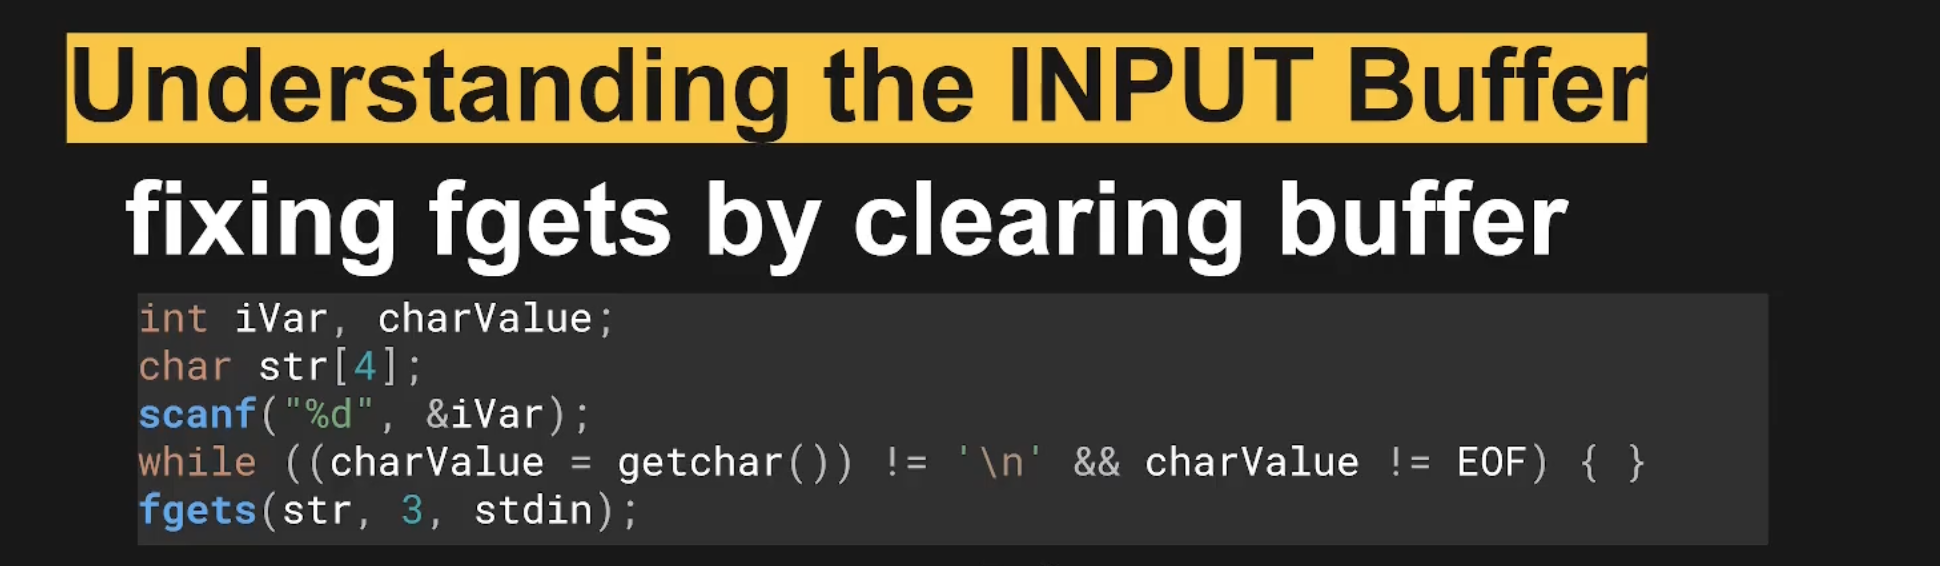 Understanding the INPUT Buffer
fixing fgets by clearing buffer
int iVar, charValue;
char str[4];
scanf("%d", &iVar);
while ((charValue = getchar()) != '\n' && charValue != EOF) { }
fgets(str, 3, stdin);